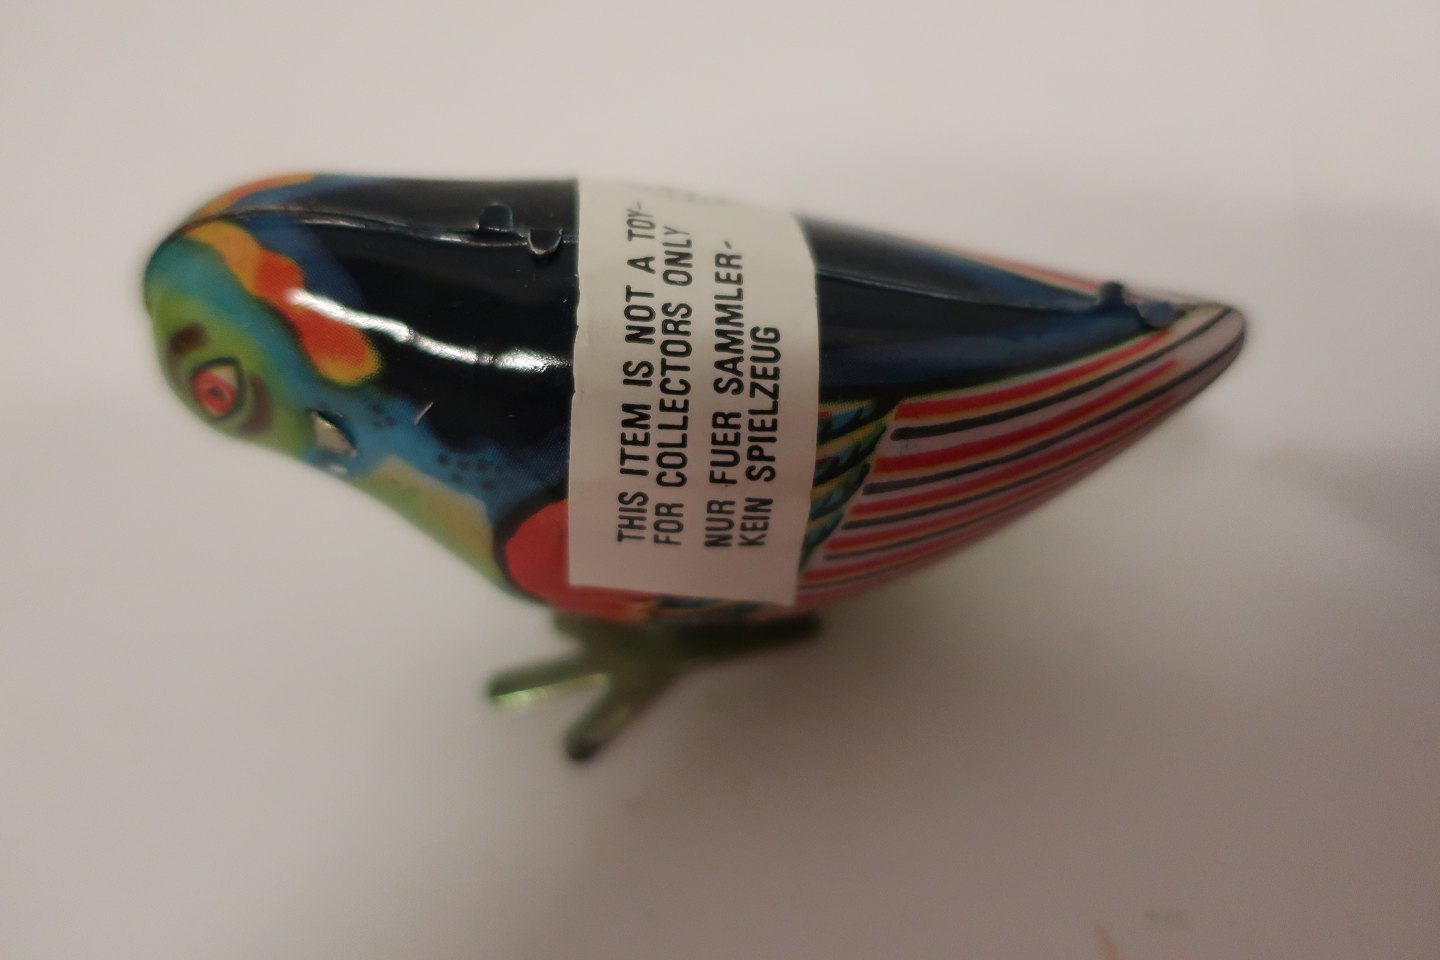 THIS ITEM IS NOT A TOY-
FOR COLLECTORS ONLY
NUR FUER SAMMLER-
KEIN SPIELZEUG